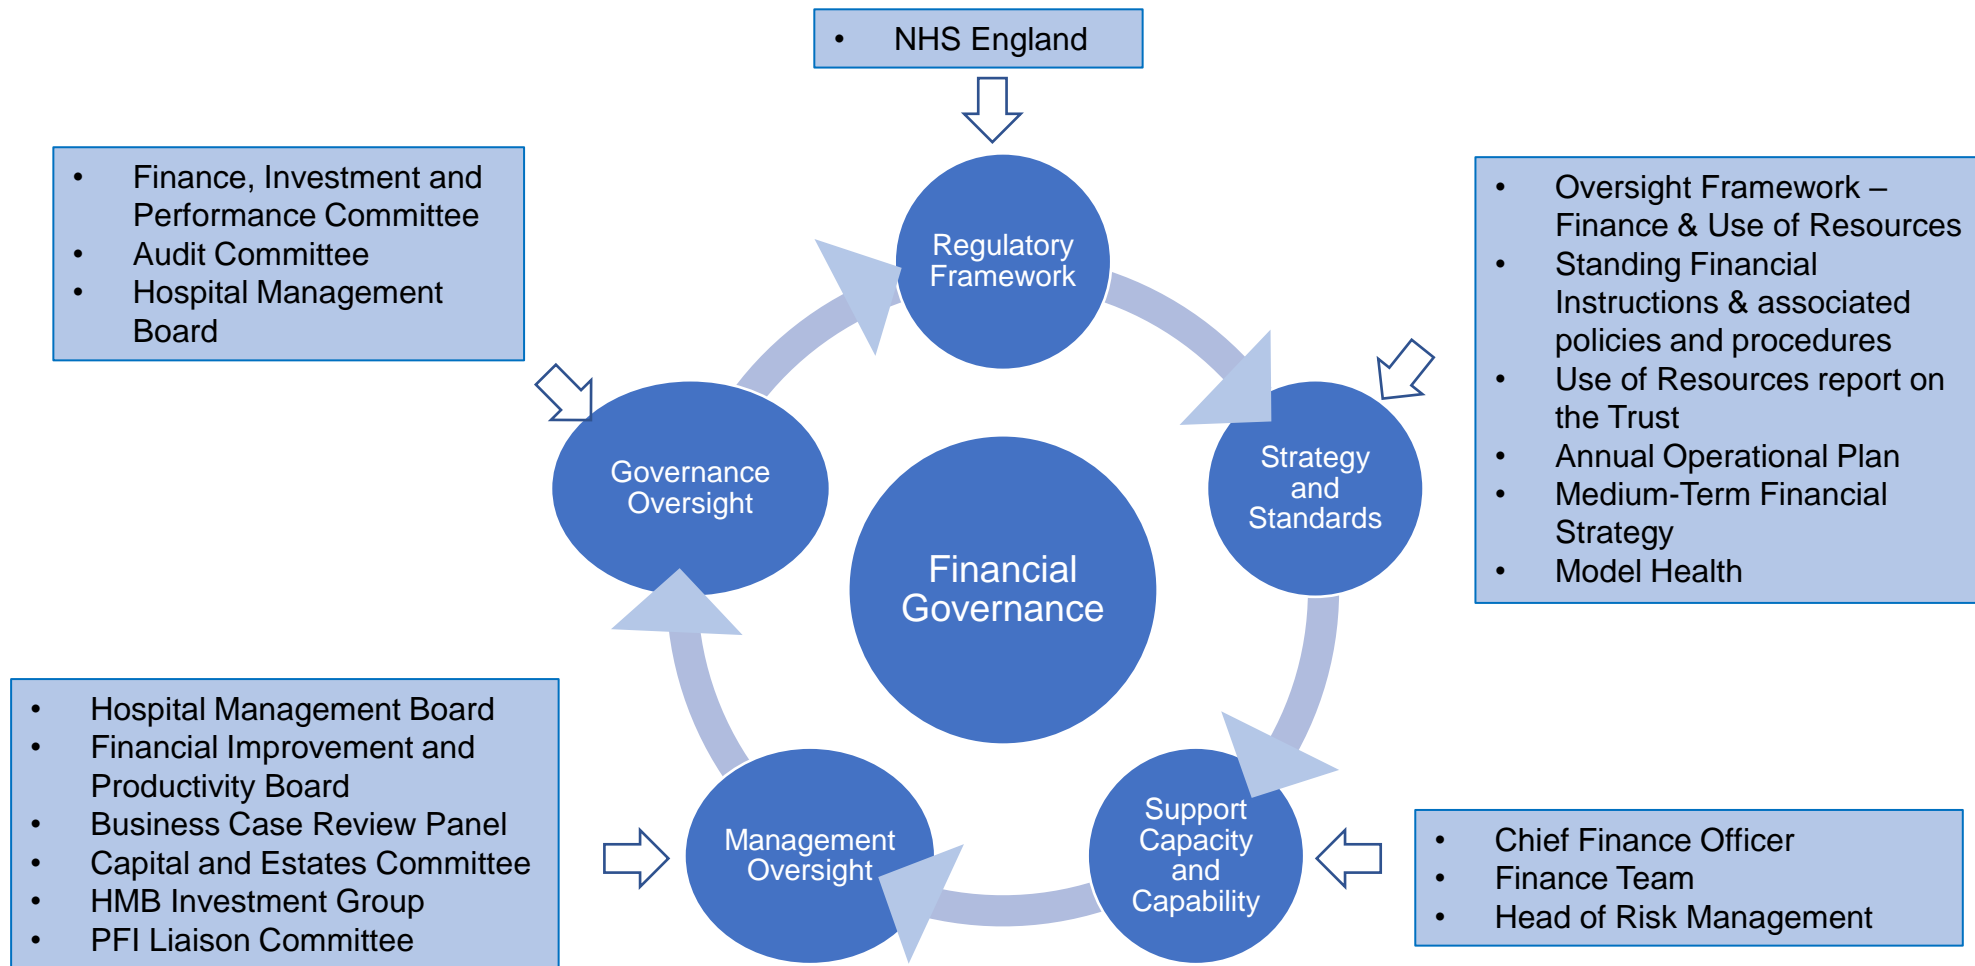 • NHS England
• Finance, Investment and
Performance Committee
• Audit Committee
• Hospital Management
Board
• Oversight Framework –
Finance & Use of Resources
• Standing Financial
Instructions & associated
policies and procedures
• Use of Resources report on
the Trust
• Annual Operational Plan
• Medium-Term Financial
Strategy
• Model Health
Regulatory
Framework
Governance
Oversight
Strategy
and
Standards
Financial
Governance
Management
Oversight
Support
Capacity
and
Capability
• Hospital Management Board
• Financial Improvement and
Productivity Board
• Business Case Review Panel
• Capital and Estates Committee
• HMB Investment Group
• PFI Liaison Committee
• Chief Finance Officer
• Finance Team
• Head of Risk Management